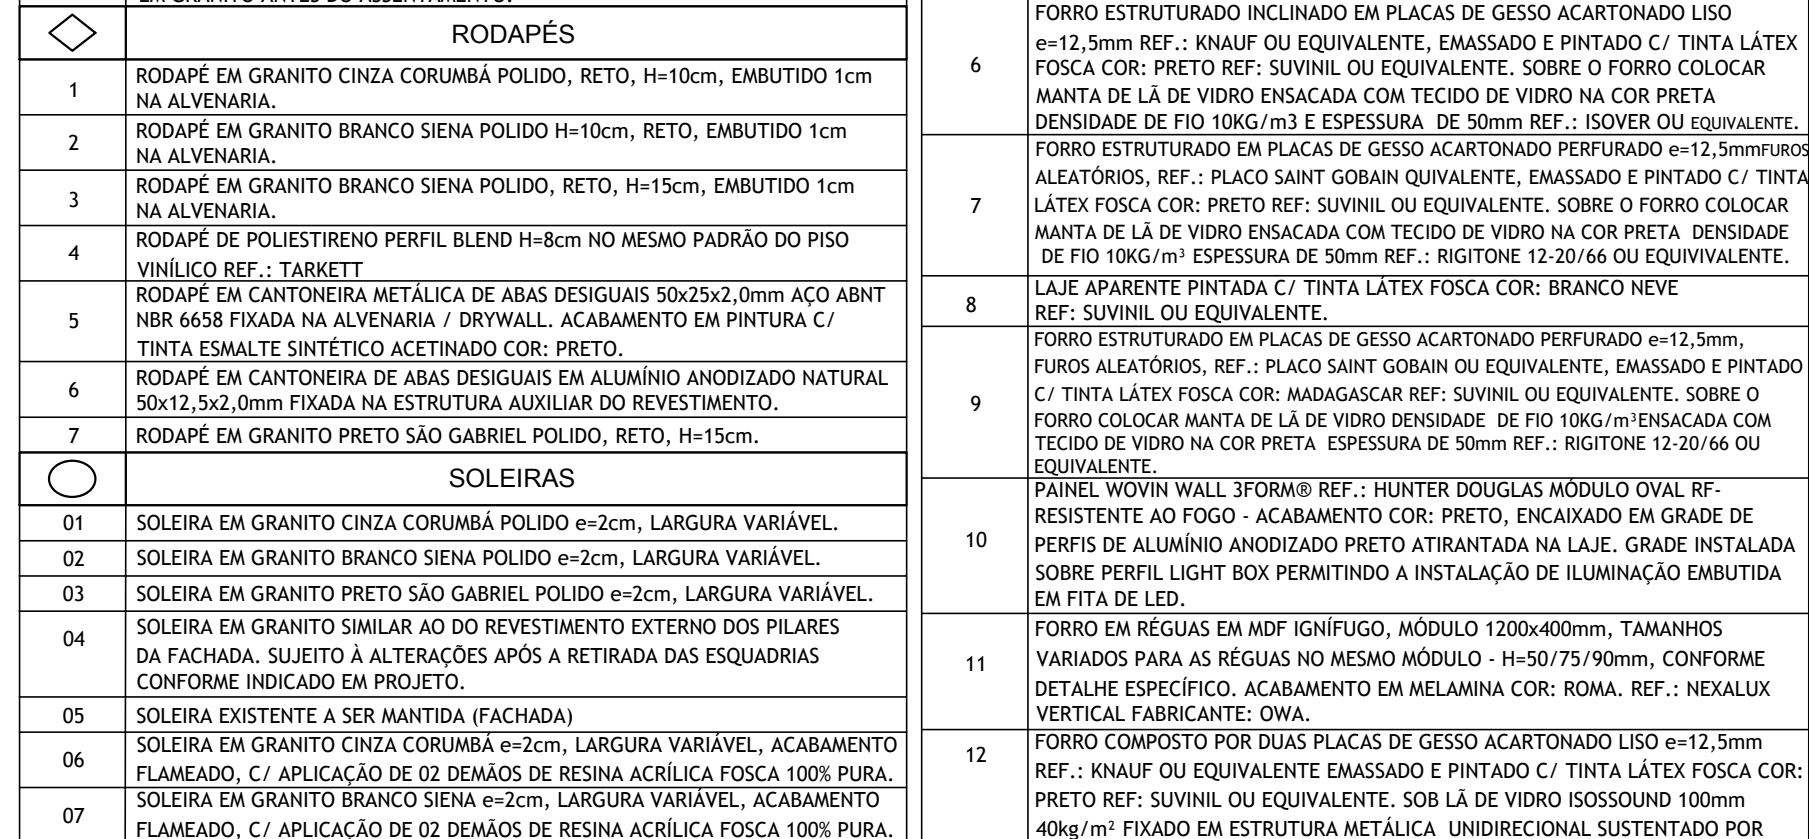 EM GRANITO ANTES DO ASSENTAMENTO.
RODAPÉS
1
RODAPÉ EM GRANITO CINZA CORUMBÁ POLIDO, RETO, H=10cm, EMBUTIDO 1cm
NA ALVENARIA.
2
RODAPÉ EM GRANITO BRANCO SIENA POLIDO H=10cm, RETO, EMBUTIDO 1cm
NA ALVENARIA.
3
RODAPÉ EM GRANITO BRANCO SIENA POLIDO, RETO, H=15cm, EMBUTIDO 1cm
NA ALVENARIA.
4
RODAPÉ DE POLIESTIRENO PERFIL BLEND H=8cm NO MESMO PADRÃO DO PISO
VINÍLICO REF.: TARKETT
5
RODAPÉ EM CANTONEIRA METÁLICA DE ABAS DESIGUAIS 50x25x2,0mm AÇO ABNT
NBR 6658 FIXADA NA ALVENARIA / DRYWALL. ACABAMENTO EM PINTURA C/
TINTA ESMALTE SINTÉTICO ACETINADO COR: PRETO.
6
RODAPÉ EM CANTONEIRA DE ABAS DESIGUAIS EM ALUMÍNIO ANODIZADO NATURAL
50x12,5x2,0mm FIXADA NA ESTRUTURA AUXILIAR DO REVESTIMENTO.
7
RODAPÉ EM GRANITO PRETO SÃO GABRIEL POLIDO, RETO, H=15cm.
SOLEIRAS
01
SOLEIRA EM GRANITO CINZA CORUMBÁ POLIDO e=2cm, LARGURA VARIÁVEL.
02
SOLEIRA EM GRANITO BRANCO SIENA POLIDO e=2cm, LARGURA VARIÁVEL.
03
SOLEIRA EM GRANITO PRETO SÃO GABRIEL POLIDO e=2cm, LARGURA VARIÁVEL.
04
SOLEIRA EM GRANITO SIMILAR AO DO REVESTIMENTO EXTERNO DOS PILARES
DA FACHADA. SUJEITO À ALTERAÇÕES APÓS A RETIRADA DAS ESQUADRIAS
CONFORME INDICADO EM PROJETO.
05
SOLEIRA EXISTENTE A SER MANTIDA (FACHADA)
06
SOLEIRA EM GRANITO CINZA CORUMBÁ e=2cm, LARGURA VARIÁVEL, ACABAMENTO
FLAMEADO, C/ APLICAÇÃO DE 02 DEMÃOS DE RESINA ACRÍLICA FOSCA 100% PURA.
07
SOLEIRA EM GRANITO BRANCO SIENA e=2cm, LARGURA VARIÁVEL, ACABAMENTO
FLAMEADO, C/ APLICAÇÃO DE 02 DEMÃOS DE RESINA ACRÍLICA FOSCA 100% PURA.
6
FORRO ESTRUTURADO INCLINADO EM PLACAS DE GESSO ACARTONADO LISO
e=12,5mm REF.: KNAUF OU EQUIVALENTE, EMASSADO E PINTADO C/ TINTA LÁTEX
FOSCA COR: PRETO REF: SUVINIL OU EQUIVALENTE. SOBRE O FORRO COLOCAR
MANTA DE LÃ DE VIDRO ENSACADA COM TECIDO DE VIDRO NA COR PRETA
DENSIDADE DE FIO 10KG/m3 E ESPESSURA DE 50mm REF.: ISOVER OU EQUIVALENTE.
7
FORRO ESTRUTURADO EM PLACAS DE GESSO ACARTONADO PERFURADO e=12,5mmFUROS
ALEATÓRIOS, REF.: PLACO SAINT GOBAIN QUIVALENTE, EMASSADO E PINTADO C/ TINTA
LÁTEX FOSCA COR: PRETO REF: SUVINIL OU EQUIVALENTE. SOBRE O FORRO COLOCAR
MANTA DE LÃ DE VIDRO ENSACADA COM TECIDO DE VIDRO NA COR PRETA DENSIDADE
DE FIO 10KG/m³ ESPESSURA DE 50mm REF.: RIGITONE 12-20/66 OU EQUIVIVALENTE.
8
LAJE APARENTE PINTADA C/ TINTA LÁTEX FOSCA COR: BRANCO NEVE
REF: SUVINIL OU EQUIVALENTE.
9
FORRO ESTRUTURADO EM PLACAS DE GESSO ACARTONADO PERFURADO e=12,5mm,
FUROS ALEATÓRIOS, REF.: PLACO SAINT GOBAIN OU EQUIVALENTE, EMASSADO E PINTADO
C/ TINTA LÁTEX FOSCA COR: MADAGASCAR REF: SUVINIL OU EQUIVALENTE. SOBRE O
FORRO COLOCAR MANTA DE LÃ DE VIDRO DENSIDADE DE FIO 10KG/m³ENSACADA COM
TECIDO DE VIDRO NA COR PRETA ESPESSURA DE 50mm REF.: RIGITONE 12-20/66 OU
EQUIVALENTE.
10
PAINEL WOVIN WALL 3FORM® REF.: HUNTER DOUGLAS MÓDULO OVAL RF-
RESISTENTE AO FOGO - ACABAMENTO COR: PRETO, ENCAIXADO EM GRADE DE
PERFIS DE ALUMÍNIO ANODIZADO PRETO ATIRANTADA NA LAJE. GRADE INSTALADA
SOBRE PERFIL LIGHT BOX PERMITINDO A INSTALAÇÃO DE ILUMINAÇÃO EMBUTIDA
EM FITA DE LED.
11
FORRO EM RÉGUAS EM MDF IGNÍFUGO, MÓDULO 1200x400mm, TAMANHOS
VARIADOS PARA AS RÉGUAS NO MESMO MÓDULO - H=50/75/90mm, CONFORME
DETALHE ESPECÍFICO. ACABAMENTO EM MELAMINA COR: ROMA. REF.: NEXALUX
VERTICAL FABRICANTE: OWA.
12
FORRO COMPOSTO POR DUAS PLACAS DE GESSO ACARTONADO LISO e=12,5mm
REF.: KNAUF OU EQUIVALENTE EMASSADO E PINTADO C/ TINTA LÁTEX FOSCA COR:
PRETO REF: SUVINIL OU EQUIVALENTE. SOB LÃ DE VIDRO ISOSSOUND 100mm
40kg/m² FIXADO EM ESTRUTURA METÁLICA UNIDIRECIONAL SUSTENTADO POR